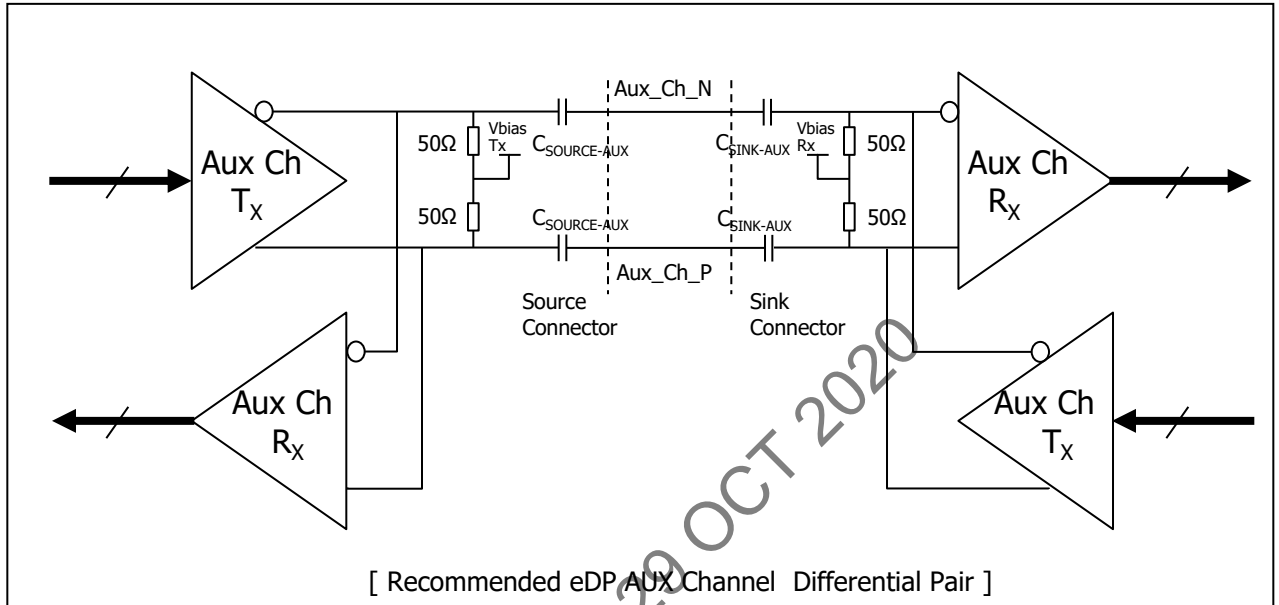 Aux_Ch_N
Aux Ch
TX
50Ω
Vbias
Tx
CSOURCE-AUX
50Ω
CSOURCE-AUX
CSINK-AUX
Vbias
Rx
50Ω
CSINK-AUX
50Ω
Aux Ch
RX
Aux_Ch_P
Source
Connector
Sink
Connector
Aux Ch
RX
Aux Ch
TX
29 OCT 2020
[ Recommended eDP AUX Channel Differential Pair ]